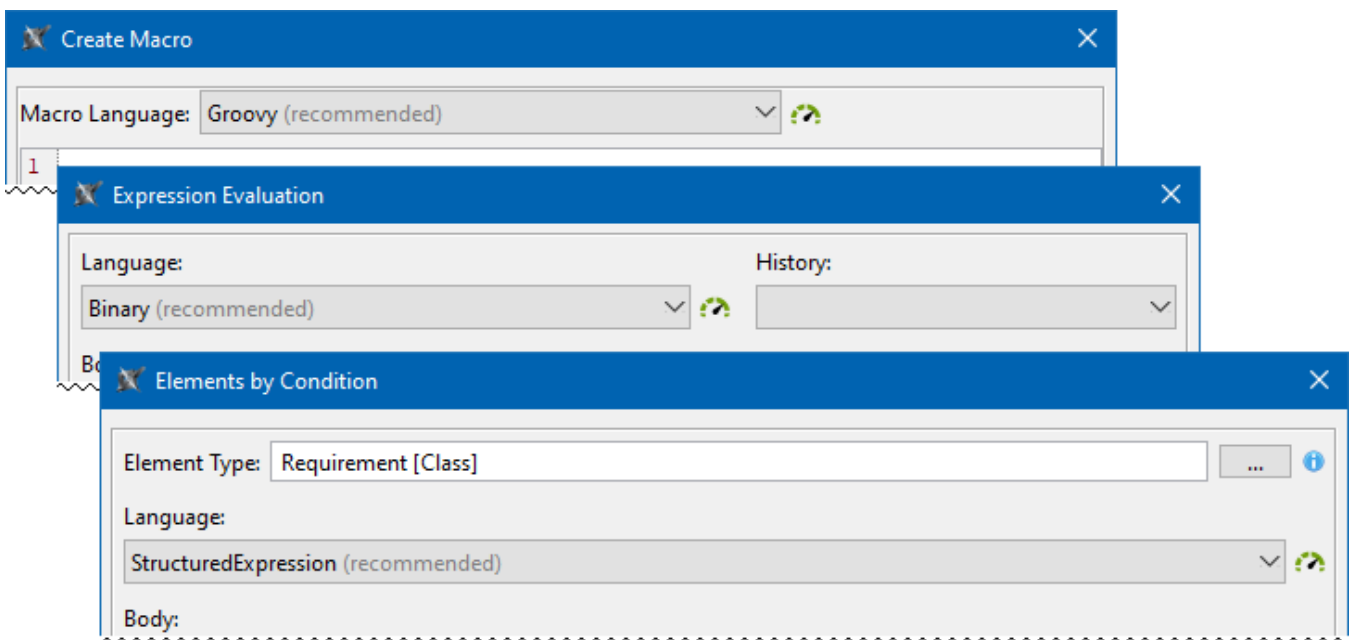 Create Macro
Macro Language: Groovy (recommended)
1
Expression Evaluation
Language: History:
Binary (recommended)
Elements by Condition
Element Type: Requirement [Class] ...
Language:
StructuredExpression (recommended)
Body: